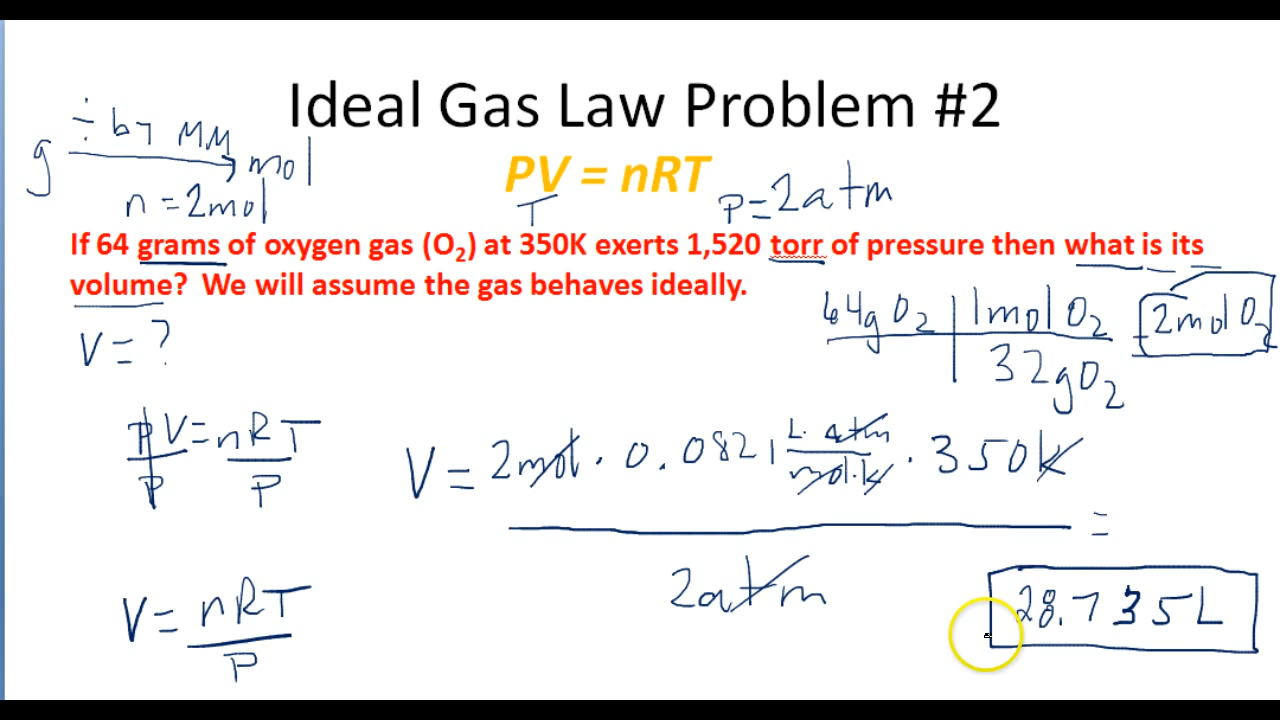 Ideal Gas Law Problem #2
÷ by MM
g → mol
n = 2mol
PV = nRT
T
P = 2atm
If 64 grams of oxygen gas (O₂) at 350K exerts 1,520 torr of pressure then what is its
volume? We will assume the gas behaves ideally.
V = ?
64g O₂ | 1mol O₂
32g O₂
2mol O₂
PV = nRT
P P
V = 2mol · 0.0821 L·atm · 350K
mol·K
=
2atm
V = nRT
P
28.735L